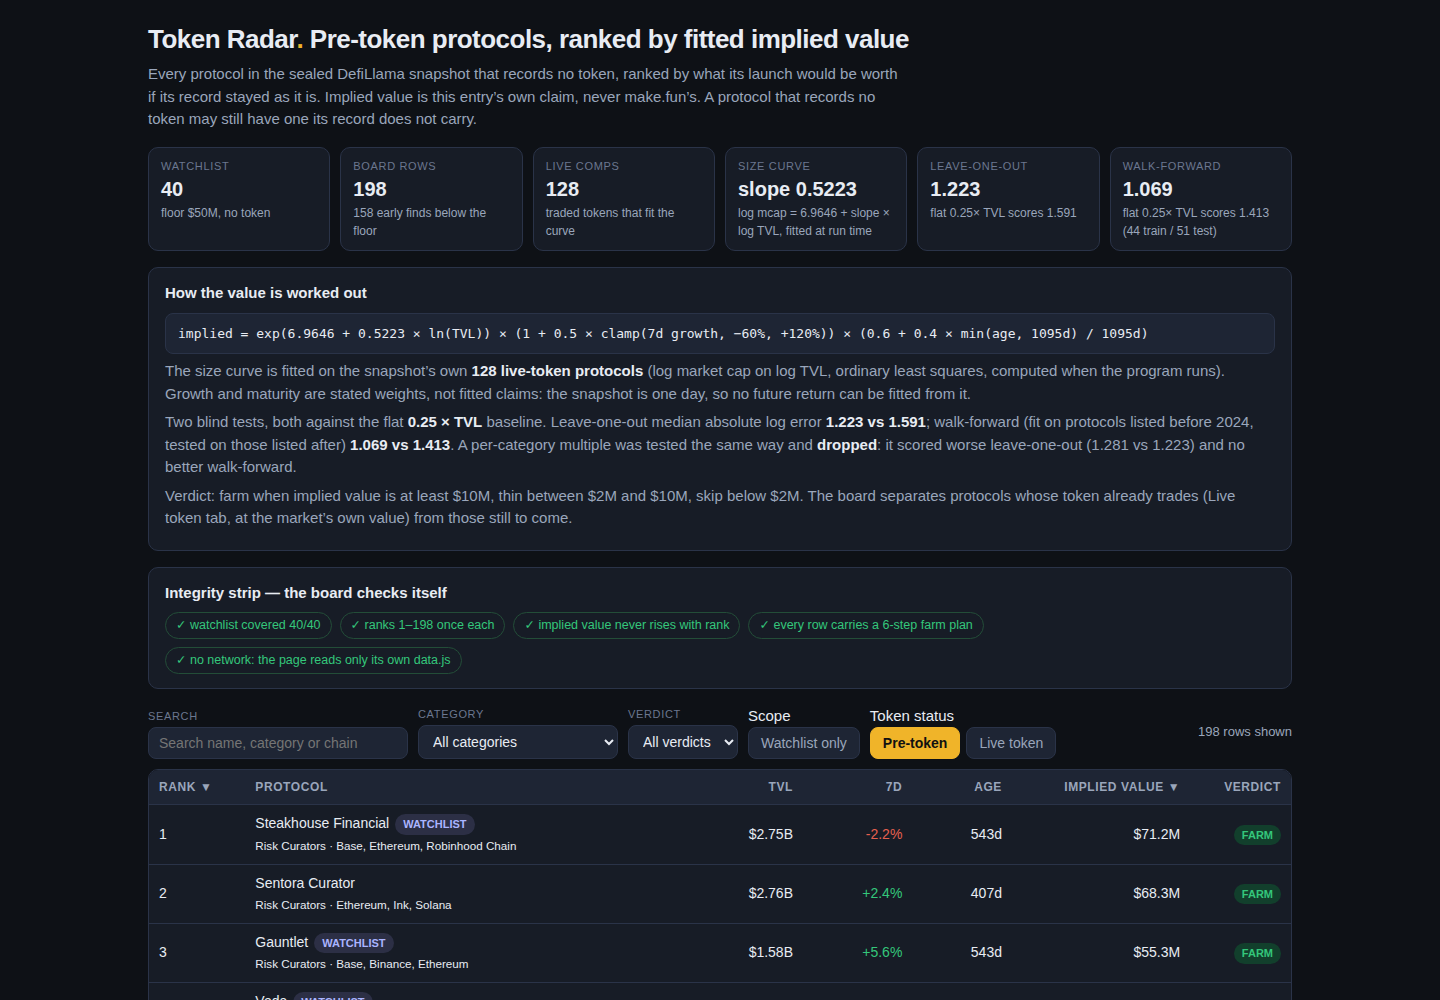 Token Radar. Pre-token protocols, ranked by fitted implied value
Every protocol in the sealed DefiLlama snapshot that records no token, ranked by what its launch would be worth
if its record stayed as it is. Implied value is this entry’s own claim, never make.fun’s. A protocol that records no
token may still have one its record does not carry.
WATCHLIST
40
floor $50M, no token
BOARD ROWS
198
158 early finds below the
floor
LIVE COMPS
128
traded tokens that fit the
curve
SIZE CURVE
slope 0.5223
log mcap = 6.9646 + slope ×
log TVL, fitted at run time
LEAVE-ONE-OUT
1.223
flat 0.25× TVL scores 1.591
WALK-FORWARD
1.069
flat 0.25× TVL scores 1.413
(44 train / 51 test)
How the value is worked out
implied = exp(6.9646 + 0.5223 × ln(TVL)) × (1 + 0.5 × clamp(7d growth, −60%, +120%)) × (0.6 + 0.4 × min(age, 1095d) / 1095d)
The size curve is fitted on the snapshot’s own 128 live-token protocols (log market cap on log TVL, ordinary least squares, computed when the program runs).
Growth and maturity are stated weights, not fitted claims: the snapshot is one day, so no future return can be fitted from it.
Two blind tests, both against the flat 0.25 × TVL baseline. Leave-one-out median absolute log error 1.223 vs 1.591; walk-forward (fit on protocols listed before 2024,
tested on those listed after) 1.069 vs 1.413. A per-category multiple was tested the same way and dropped: it scored worse leave-one-out (1.281 vs 1.223) and no
better walk-forward.
Verdict: farm when implied value is at least $10M, thin between $2M and $10M, skip below $2M. The board separates protocols whose token already trades (Live
token tab, at the market’s own value) from those still to come.
Integrity strip — the board checks itself
✓ watchlist covered 40/40
✓ ranks 1–198 once each
✓ implied value never rises with rank
✓ every row carries a 6-step farm plan
✓ no network: the page reads only its own data.js
SEARCH
Search name, category or chain
CATEGORY
All categories
VERDICT
All verdicts
Scope
Watchlist only
Token status
Pre-token
Live token
198 rows shown
RANK ▼ PROTOCOL TVL 7D AGE IMPLIED VALUE ▼ VERDICT
1 Steakhouse Financial WATCHLIST $2.75B -2.2% 543d $71.2M FARM
Risk Curators · Base, Ethereum, Robinhood Chain
2 Sentora Curator $2.76B +2.4% 407d $68.3M FARM
Risk Curators · Ethereum, Ink, Solana
3 Gauntlet WATCHLIST $1.58B +5.6% 543d $55.3M FARM
Risk Curators · Base, Binance, Ethereum